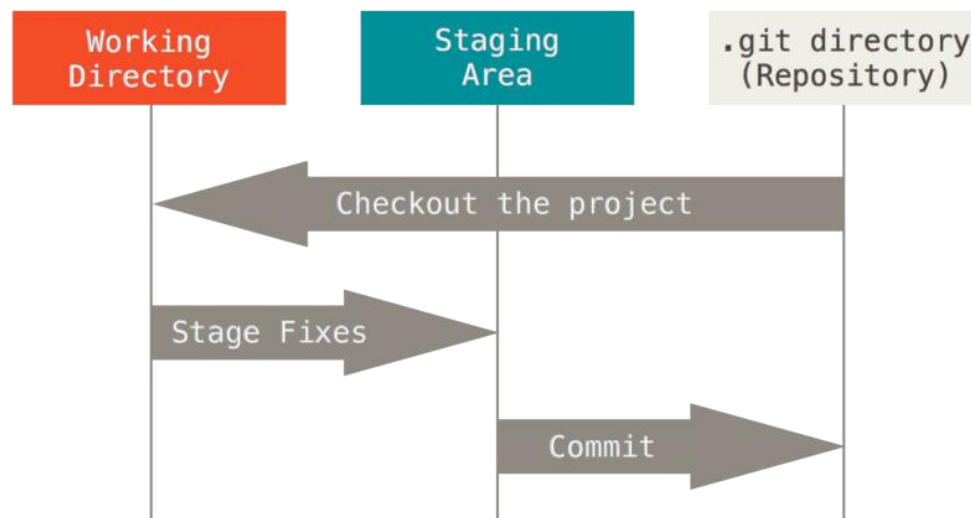 Working
Directory
Staging
Area
.git directory
(Repository)
Checkout the project
Stage Fixes
Commit